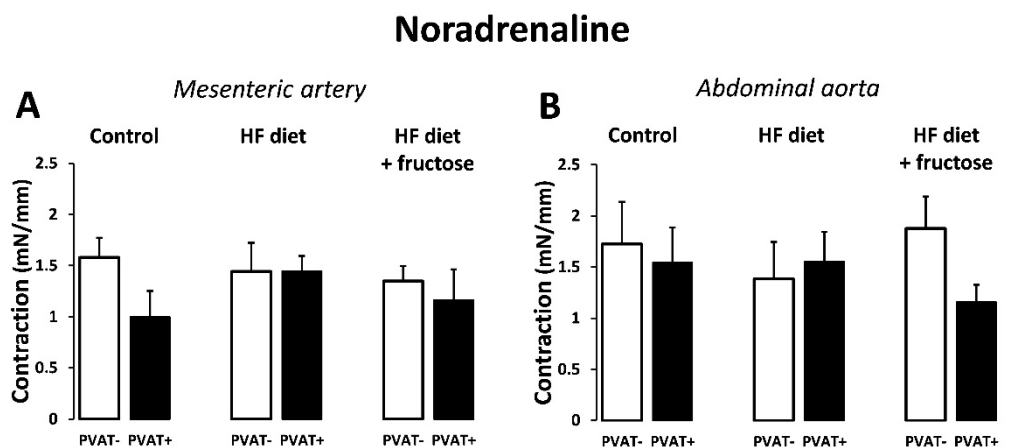 Noradrenaline
Mesenteric artery
A
Control
HF diet
HF diet
+ fructose
Contraction (mN/mm)
2.5
2
1.5
1
0.5
0
PVAT- PVAT+
PVAT- PVAT+
PVAT- PVAT+
Abdominal aorta
B
Control
HF diet
HF diet
+ fructose
Contraction (mN/mm)
2.5
2
1.5
1
0.5
0
PVAT- PVAT+
PVAT- PVAT+
PVAT- PVAT+